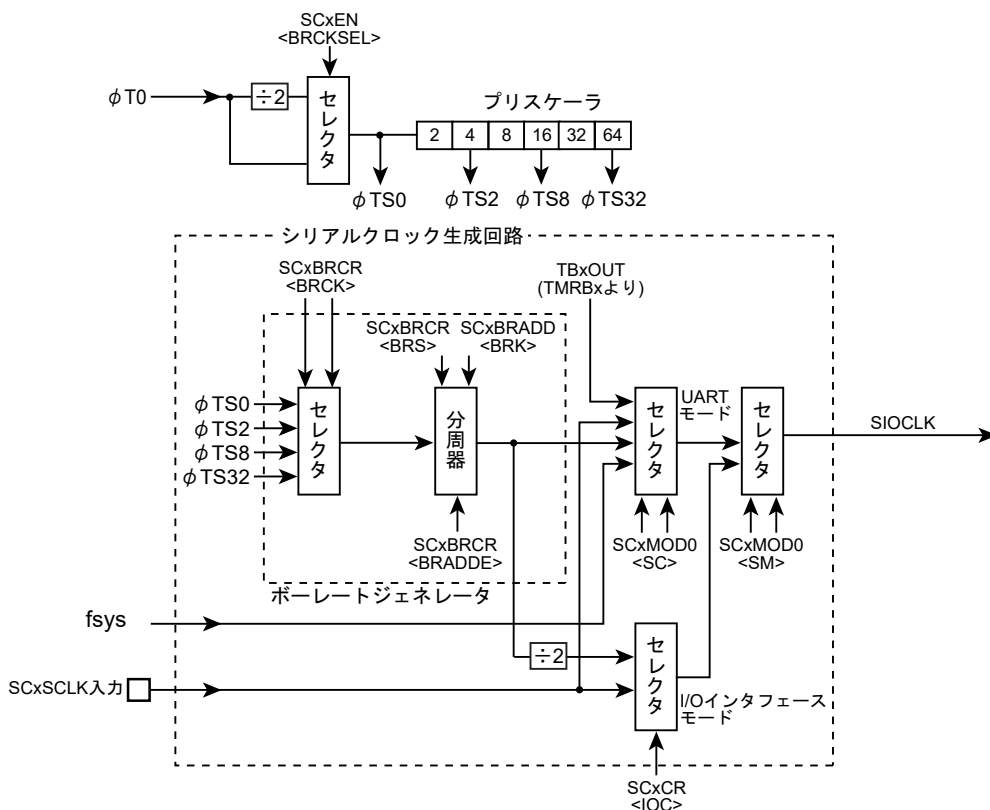 SCxEN
<BRCKSEL>
φT0
÷2
セレクタ
プリスケーラ
2 4 8 16 32 64
φTS0
φTS2
φTS8
φTS32
シリアルクロック生成回路
SCxBRCR
<BRCK>
TBxOUT
(TMRBxより)
SCxBRCR
<BRS>
SCxBRADD
<BRK>
φTS0
φTS2
φTS8
φTS32
セレクタ
分周器
セレクタ
UART
モード
セレクタ
SIOCLK
SCxBRCR
<BRADDE>
SCxMOD0
<SC>
SCxMOD0
<SM>
ボーレートジェネレータ
fsys
÷2
セレクタ
SCxSCLK入力
I/Oインタフェース
モード
SCxCR
<IOC>